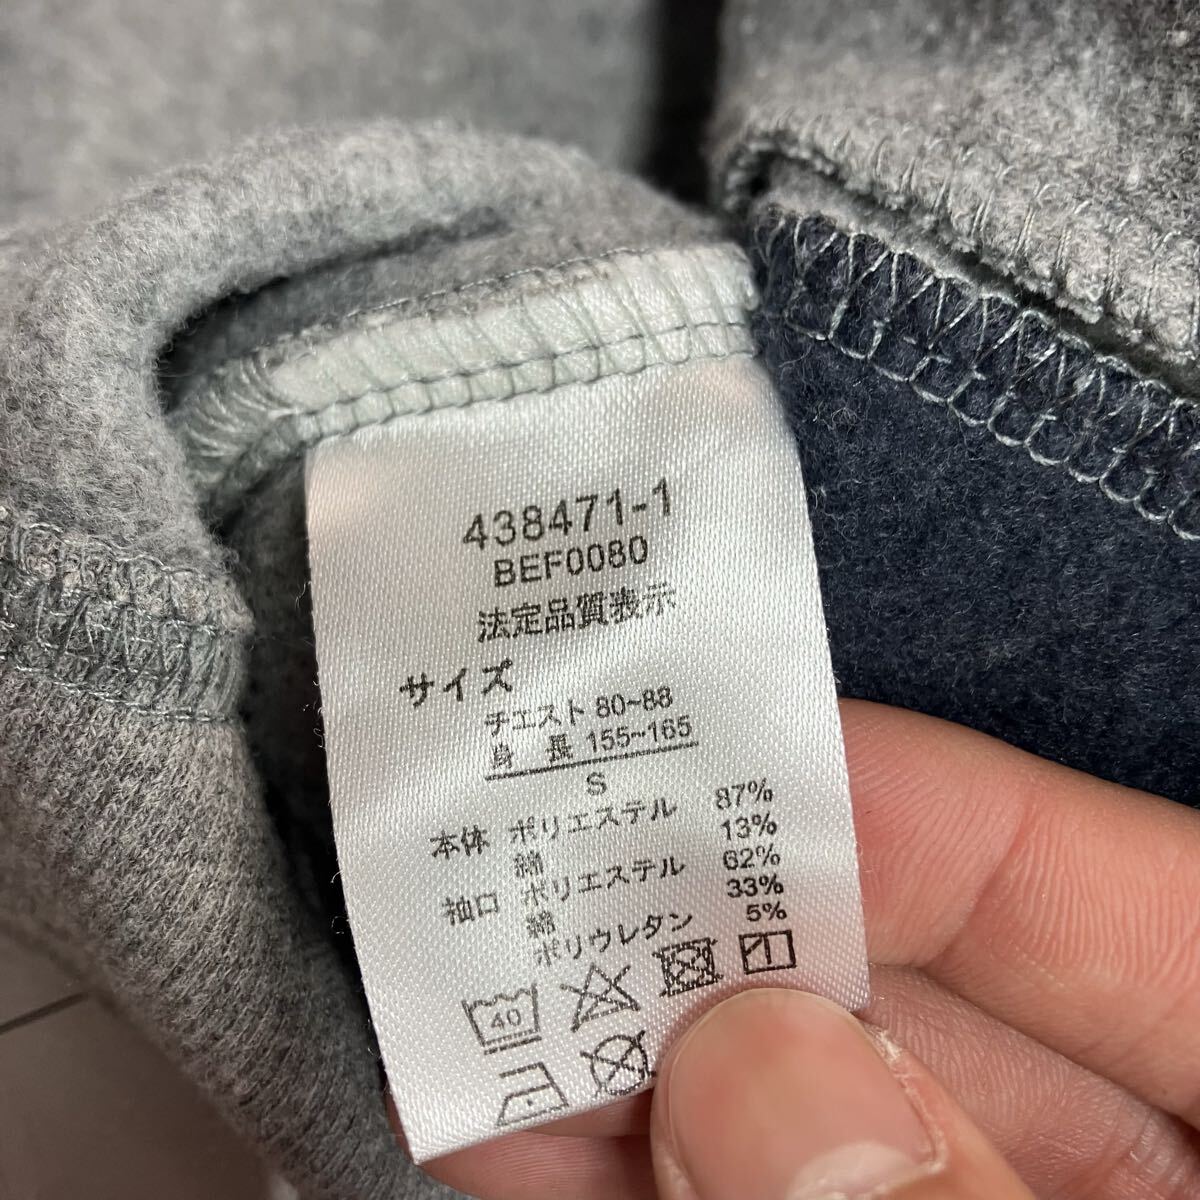 438471-1
BEF0080
法定品質表示
サイズ
チエスト 80~88
身 長 155~165
S
本体 ポリエステル 87%
綿 13%
袖口 ポリエステル 62%
綿 33%
ポリウレタン 5%
40